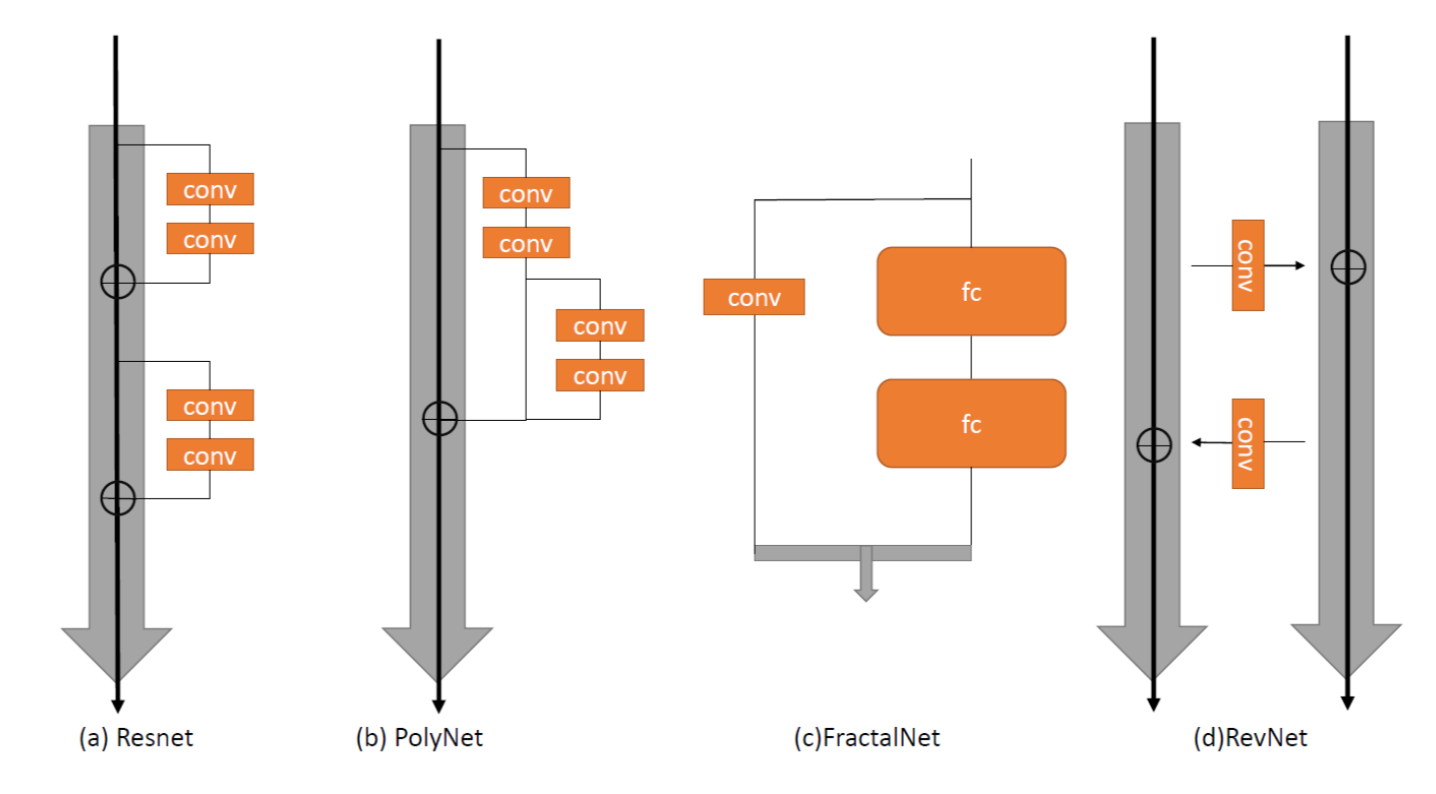 conv
conv
conv
conv
conv
conv
conv
conv
conv
fc
fc
conv
conv
(a) Resnet
(b) PolyNet
(c)FractalNet
(d)RevNet